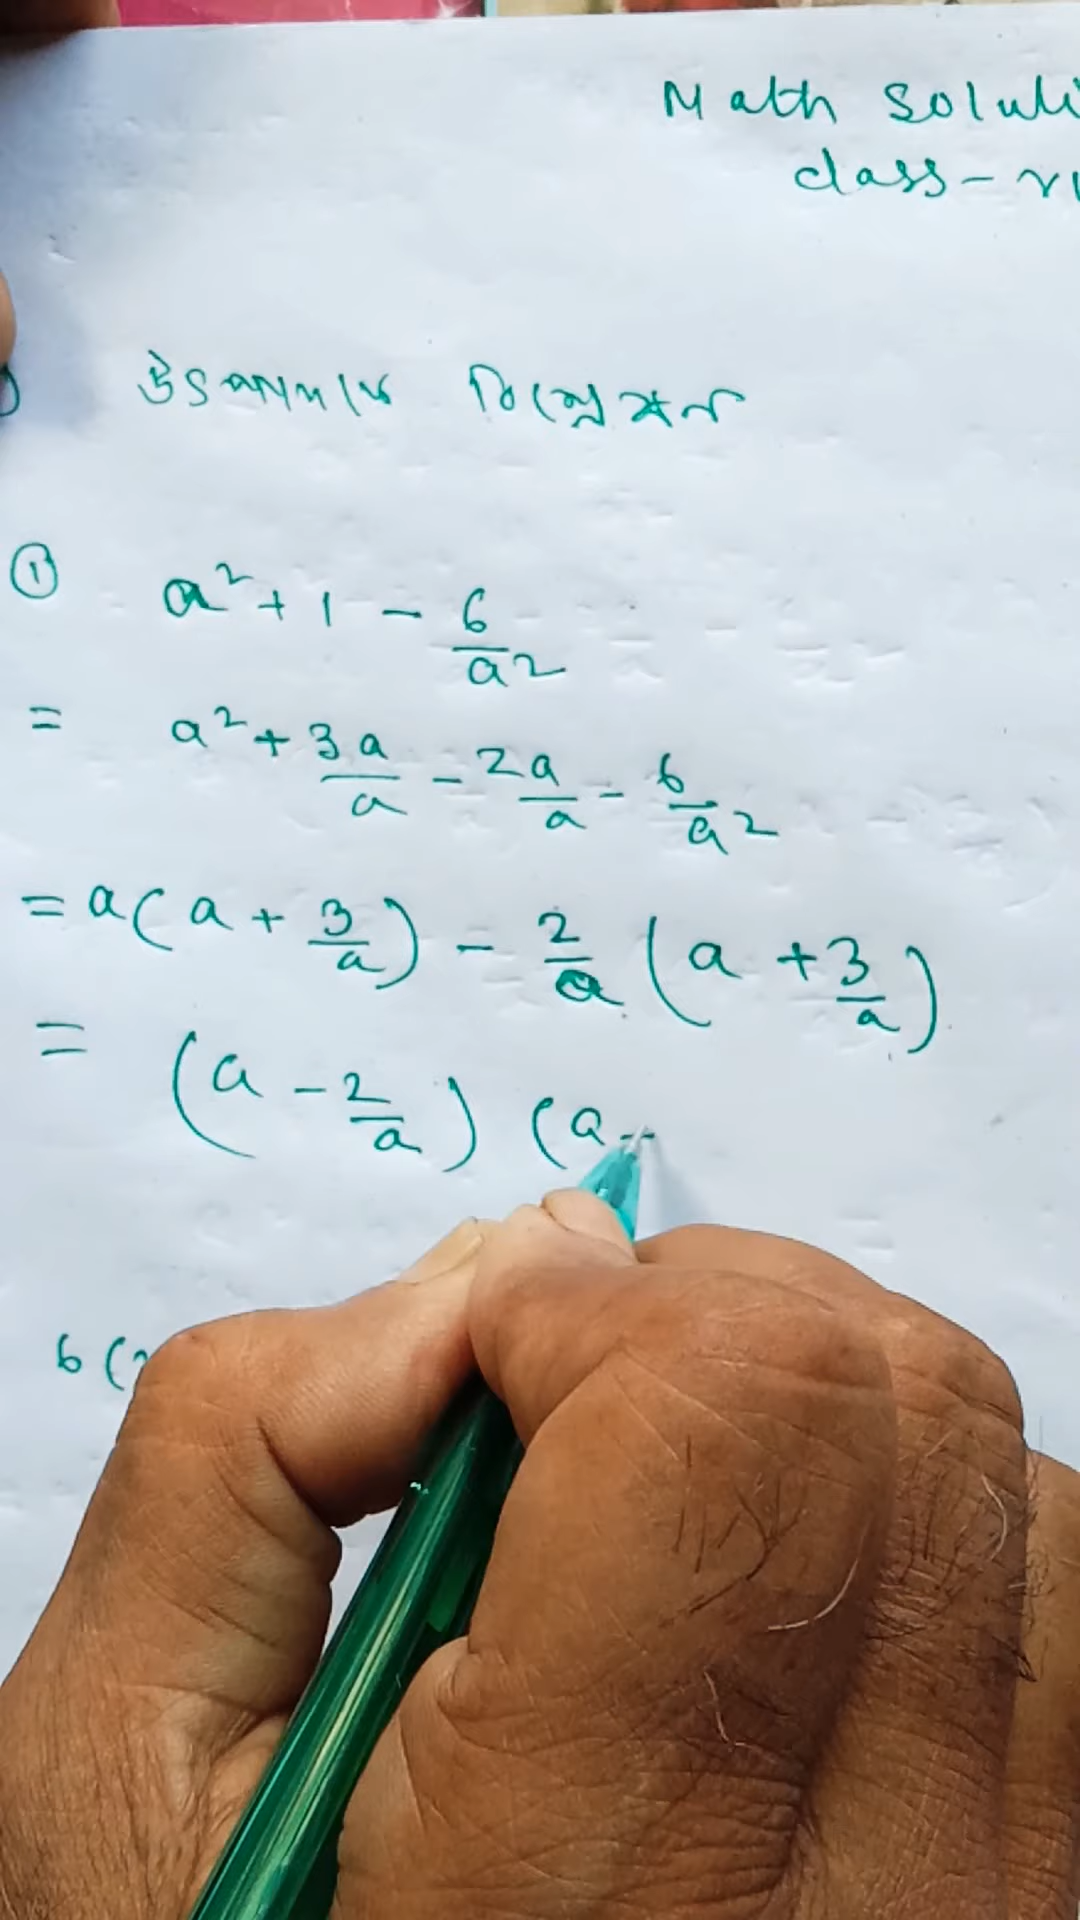 Math Soluti
class - VI
উৎপাদকে বিশ্লেষণ
① a² + 1 - 6/a²
= a² + 3a/a - 2a/a - 6/a²
= a(a + 3/a) - 2/a (a + 3/a)
= (a - 2/a) (a -
6 (